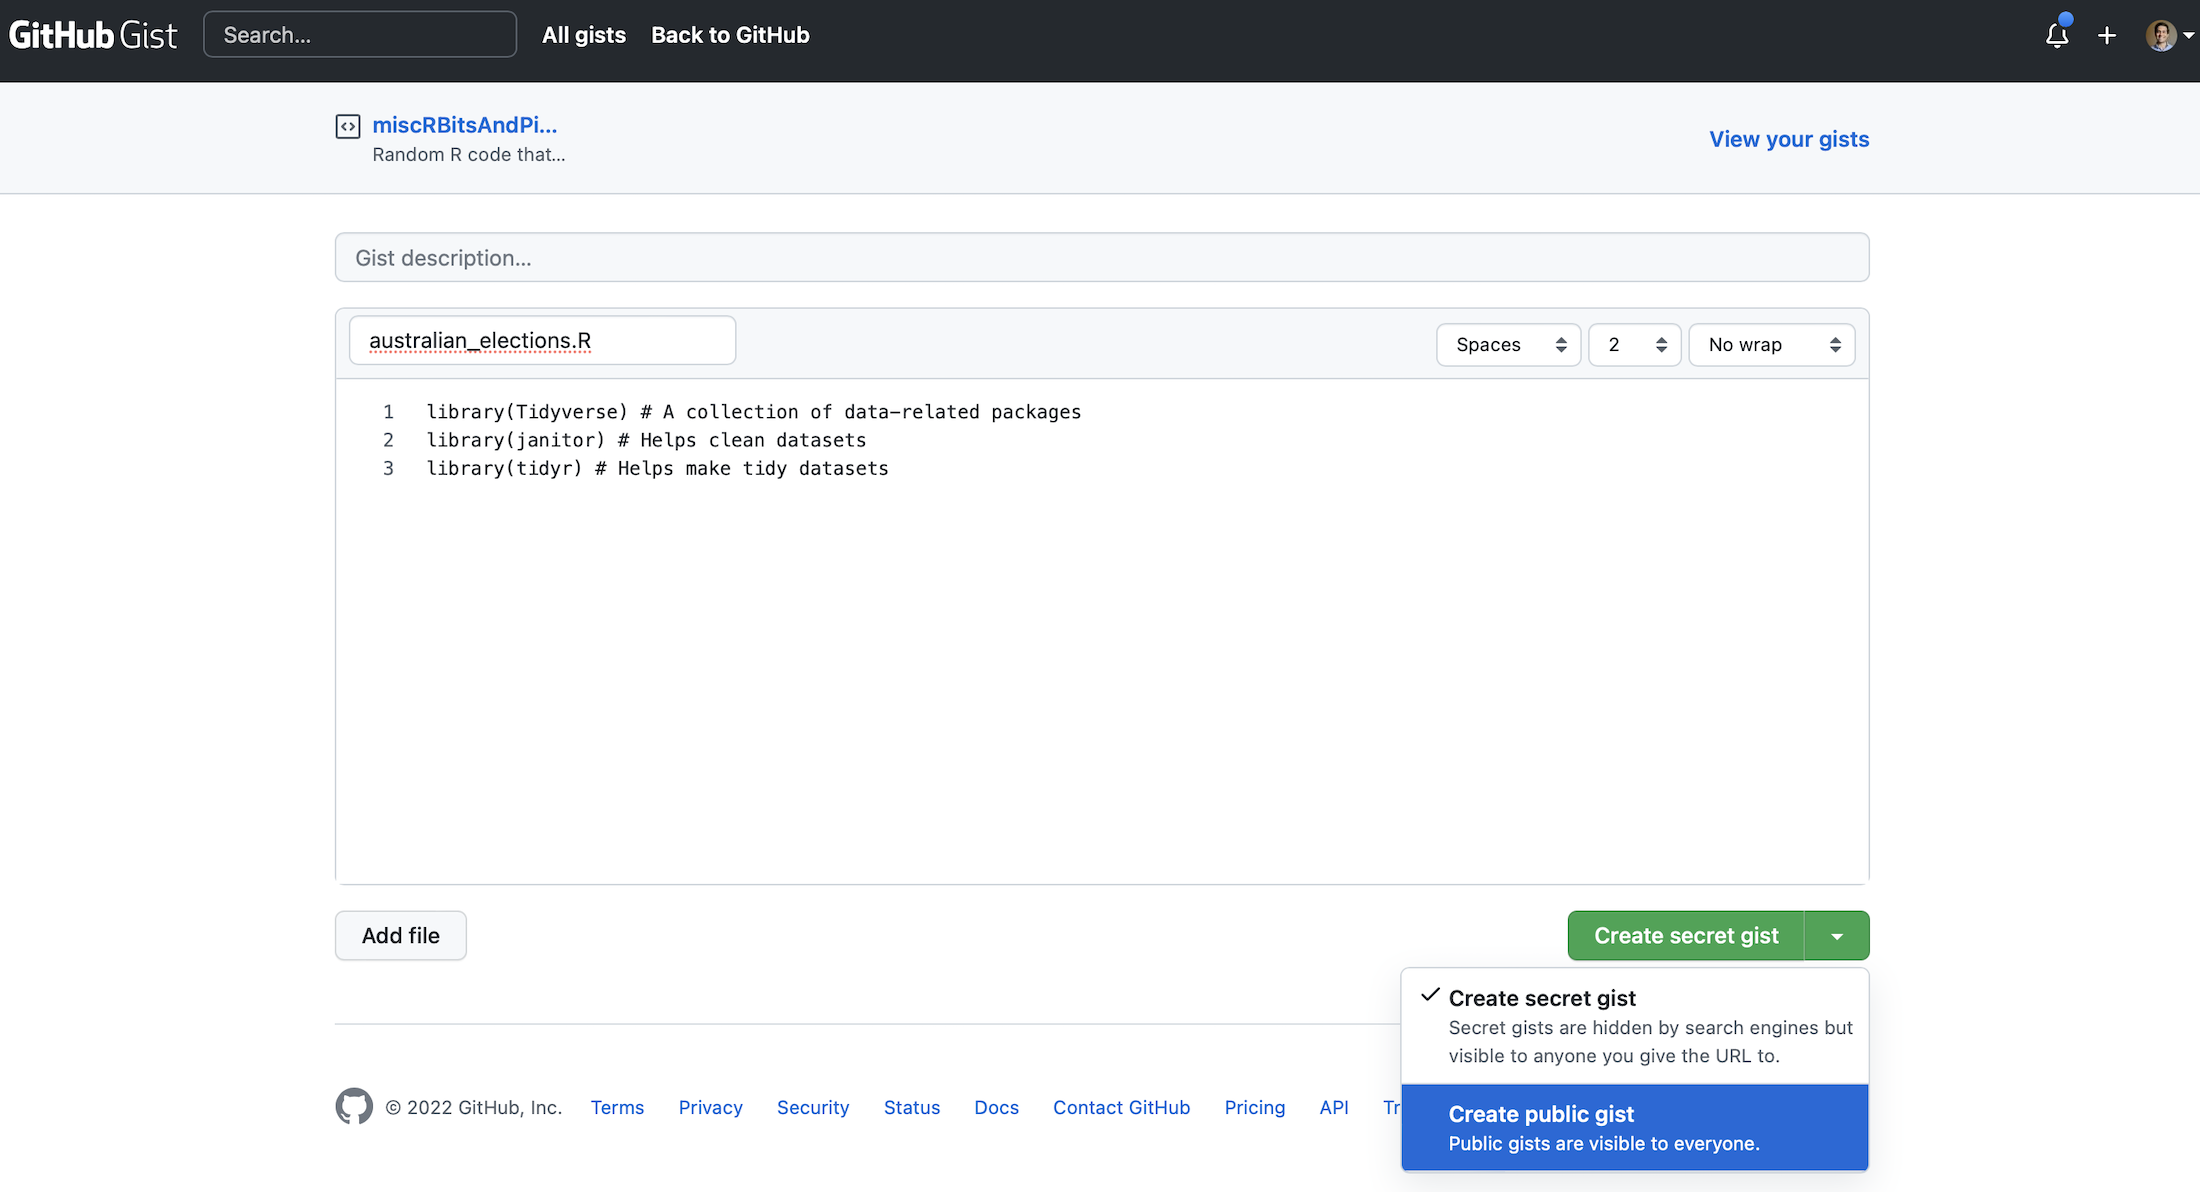 GitHub Gist Search... All gists Back to GitHub
miscRBitsAndPi...
Random R code that...
View your gists
Gist description...
australian_elections.R
Spaces 2 No wrap
1 library(Tidyverse) # A collection of data-related packages
2 library(janitor) # Helps clean datasets
3 library(tidyr) # Helps make tidy datasets
Add file
Create secret gist
Create secret gist
Secret gists are hidden by search engines but
visible to anyone you give the URL to.
Create public gist
Public gists are visible to everyone.
© 2022 GitHub, Inc. Terms Privacy Security Status Docs Contact GitHub Pricing API Tr